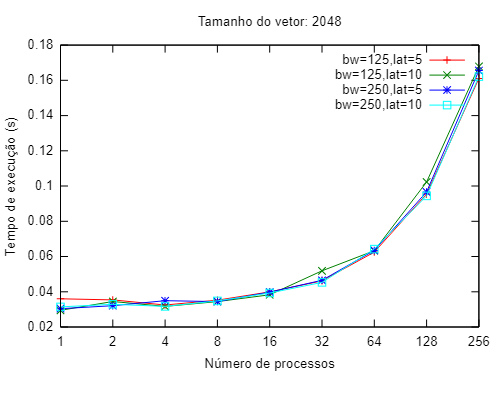 Tamanho do vetor: 2048
bw=125,lat=5
bw=125,lat=10
bw=250,lat=5
bw=250,lat=10
Tempo de execução (s)
0.18
0.16
0.14
0.12
0.1
0.08
0.06
0.04
0.02
1 2 4 8 16 32 64 128 256
Número de processos